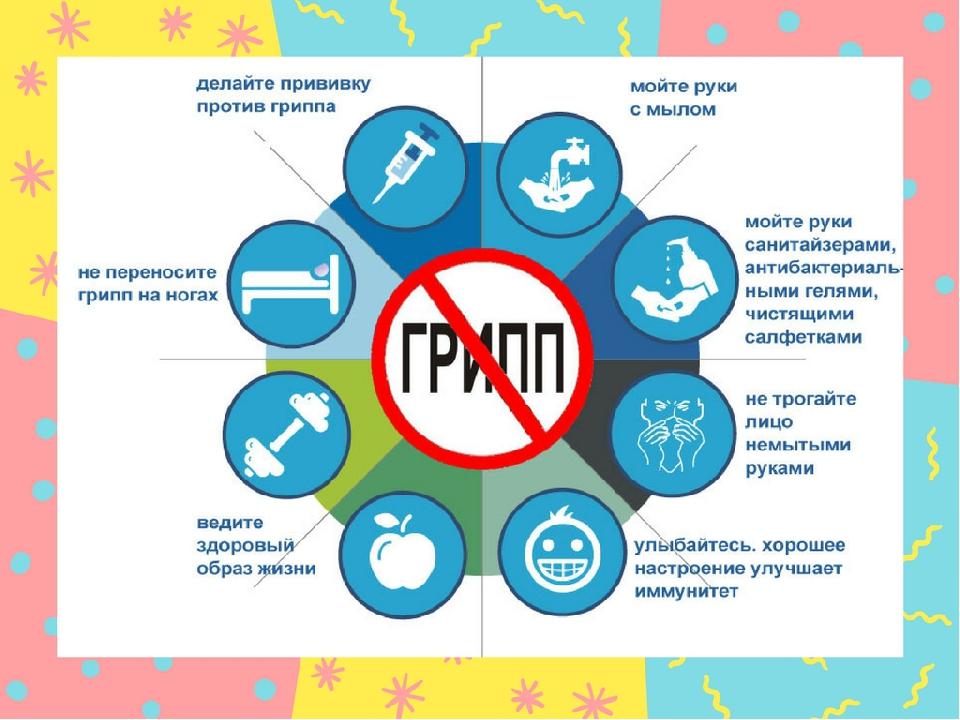 делайте прививку
против гриппа
мойте руки
с мылом
мойте руки
санитайзерами,
антибактериаль-
ными гелями,
чистящими
салфетками
не переносите
грипп на ногах
ГРИПП
не трогайте
лицо
немытыми
руками
ведите
здоровый
образ жизни
улыбайтесь. хорошее
настроение улучшает
иммунитет